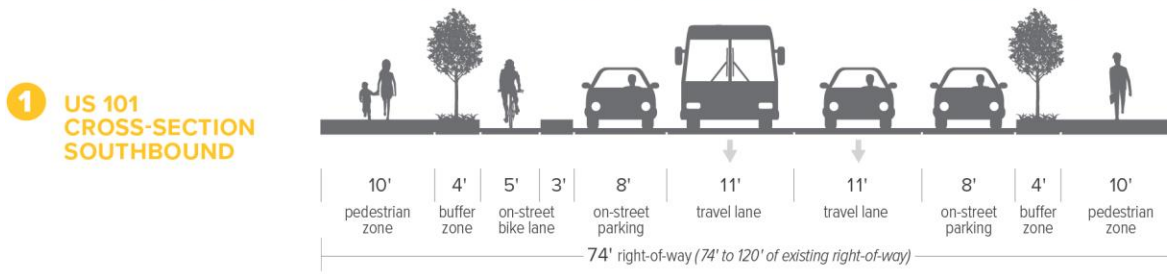 1
US 101
CROSS-SECTION
SOUTHBOUND
10' 4' 5' 3' 8' 11' 11' 8' 4' 10'
pedestrian zone buffer zone on-street bike lane on-street parking travel lane travel lane on-street parking buffer zone pedestrian zone
74' right-of-way (74' to 120' of existing right-of-way)